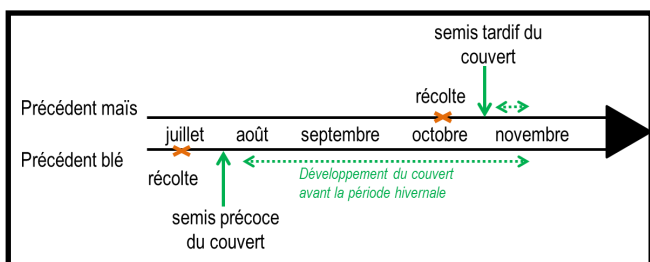 semis tardif du
couvert
récolte
Précédent maïs
juillet août septembre octobre novembre
Précédent blé
récolte
Développement du couvert
avant la période hivernale
semis précoce
du couvert